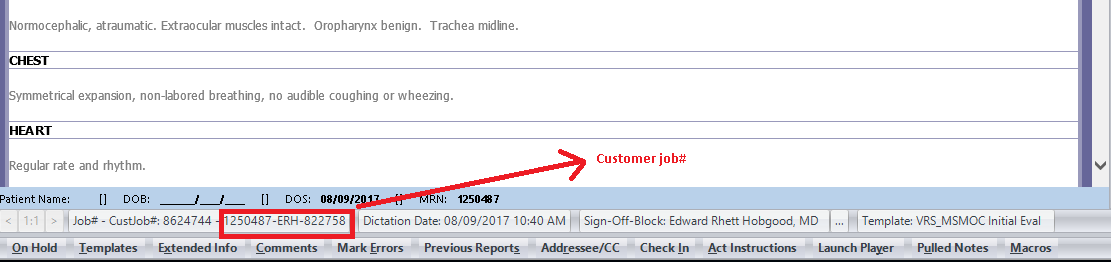 Normocephalic, atraumatic. Extraocular muscles intact.  Oropharynx benign.  Trachea midline.
CHEST
Symmetrical expansion, non-labored breathing, no audible coughing or wheezing.
HEART
Customer job#
Regular rate and rhythm.
Patient Name: [] DOB: ___/___/___ [] DOS: 08/09/2017 [] MRN: 1250487
< 1:1 > Job# - CustJob#: 8624744 - 1250487-ERH-822758 Dictation Date: 08/09/2017 10:40 AM Sign-Off-Block: Edward Rhett Hobgood, MD ... Template: VRS_MSMOC Initial Eval
On Hold Templates Extended Info Comments Mark Errors Previous Reports Addressee/CC Check In Act Instructions Launch Player Pulled Notes Macros